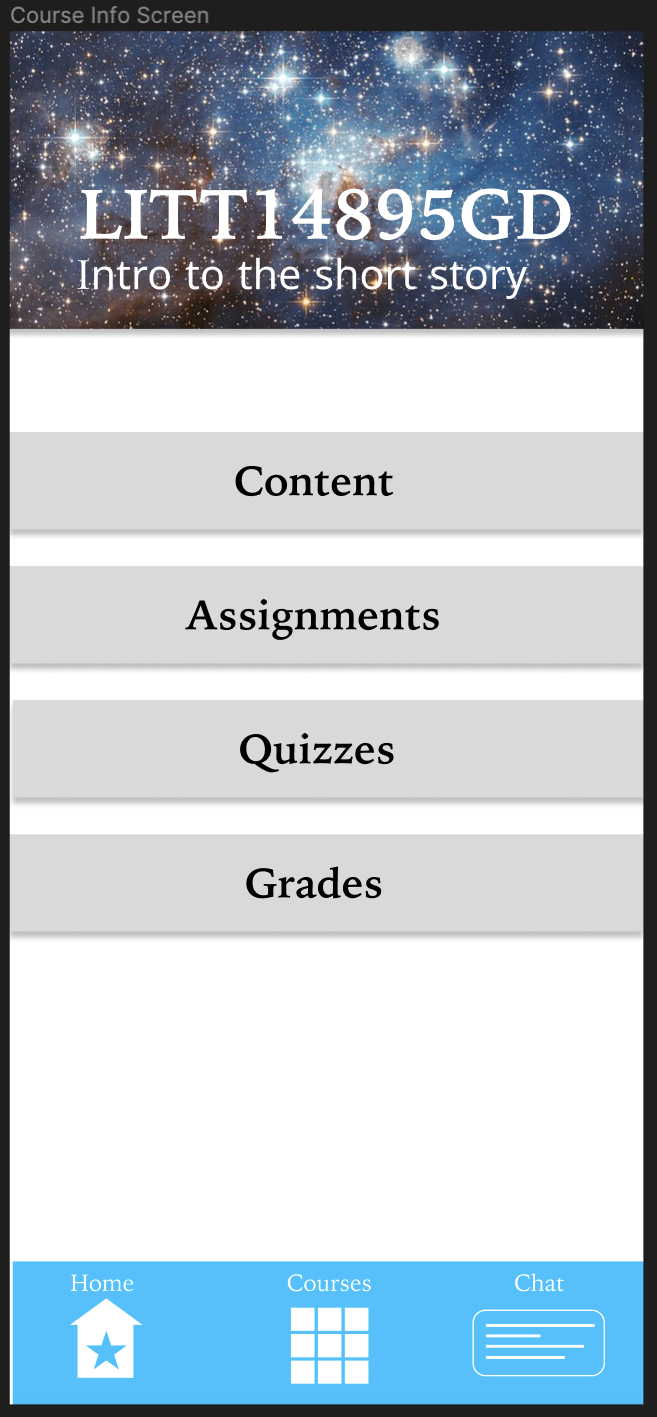 Course Info Screen
LITT14895GD
Intro to the short story
Content
Assignments
Quizzes
Grades
Home Courses Chat